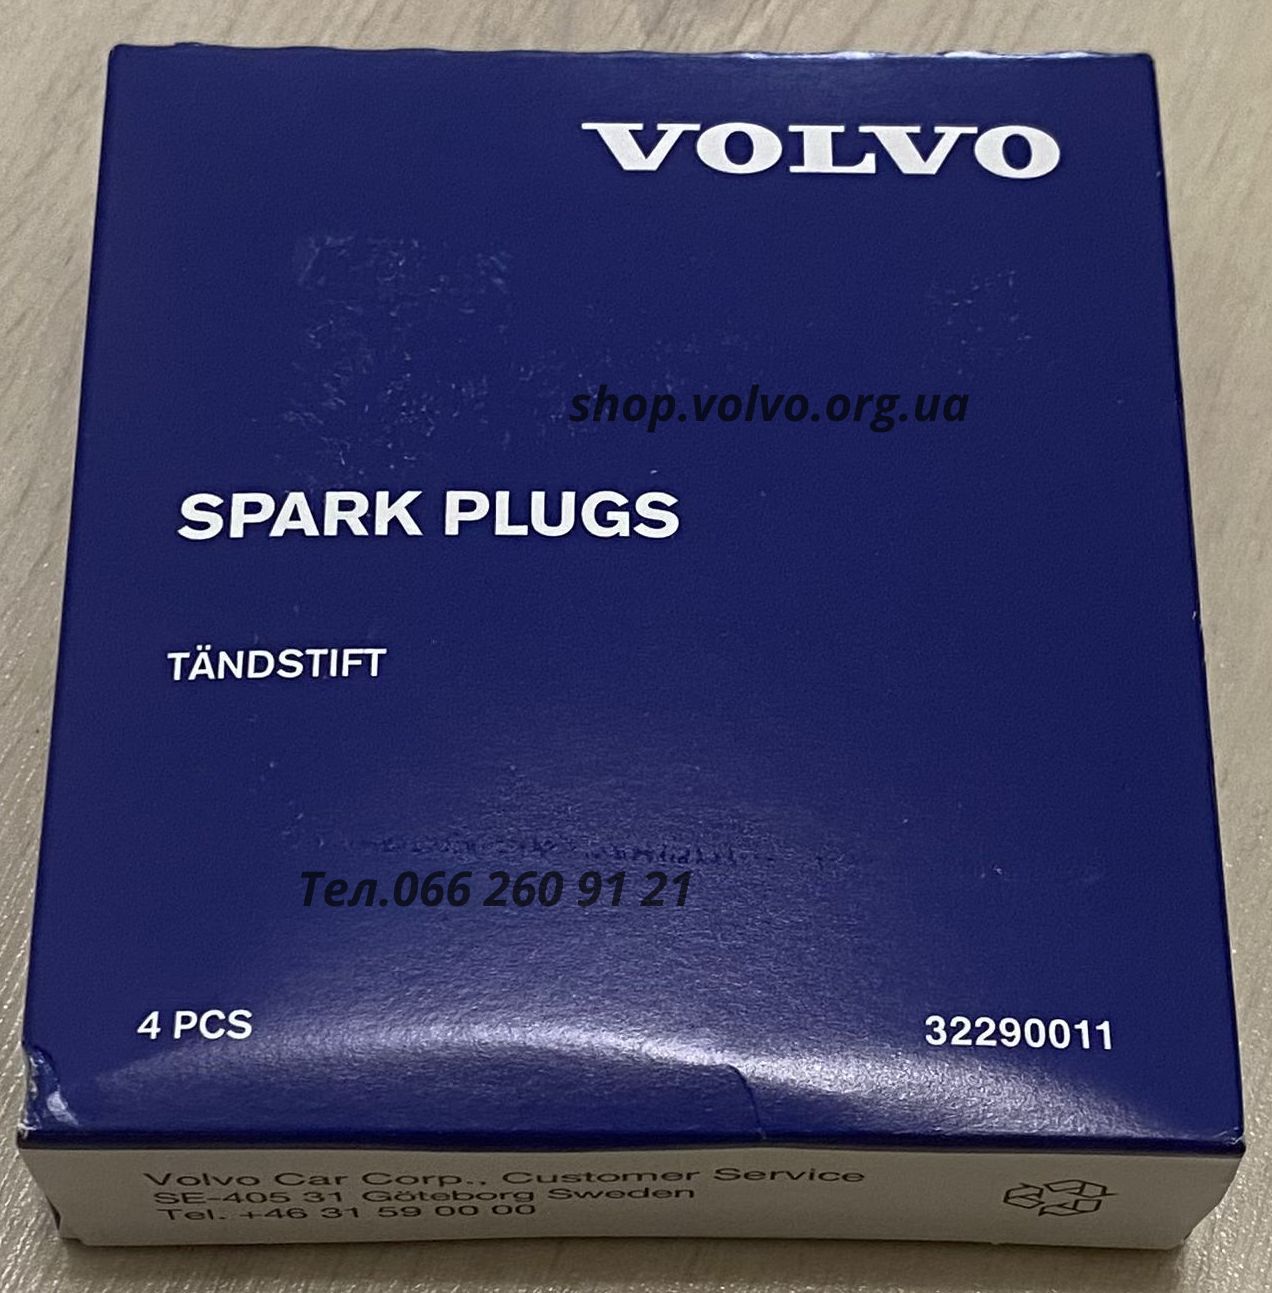 VOLVO
shop.volvo.org.ua
SPARK PLUGS
TÄNDSTIFT
Тел.066 260 91 21
4 PCS
32290011
Volvo Car Corp., Customer Service
SE-405 31 Göteborg Sweden
Tel. +46 31 59 00 00